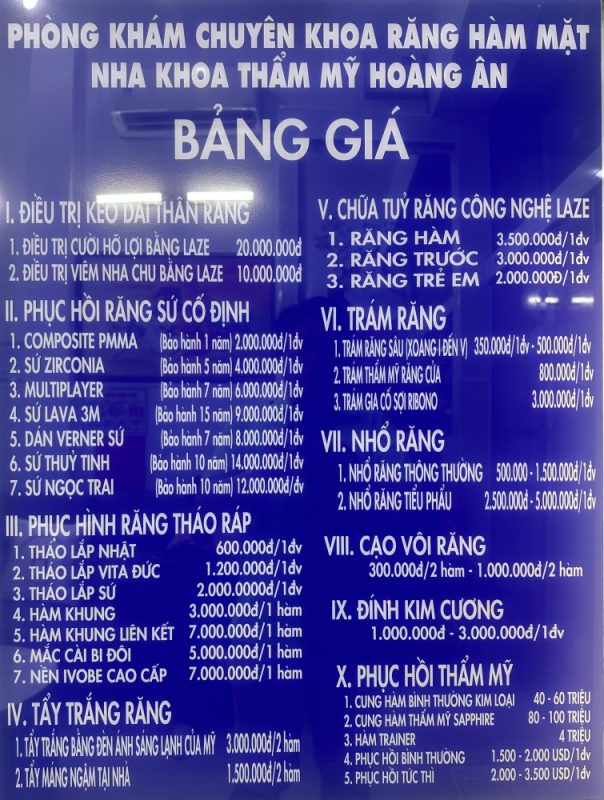 PHÒNG KHÁM CHUYÊN KHOA RĂNG HÀM MẶT
NHA KHOA THẨM MỸ HOÀNG ÂN
BẢNG GIÁ
I. ĐIỀU TRỊ KÉO DÀI THÂN RĂNG
1. ĐIỀU TRỊ CƯỜI HỞ LỢI BẰNG LAZE 20.000.000đ
2. ĐIỀU TRỊ VIÊM NHA CHU BẰNG LAZE 10.000.000đ
II. PHỤC HỒI RĂNG SỨ CỐ ĐỊNH
1. COMPOSITE PMMA (Bảo hành 1 năm) 2.000.000đ/1đv
2. SỨ ZIRCONIA (Bảo hành 5 năm) 4.000.000đ/1đv
3. MULTIPLAYER (Bảo hành 7 năm) 6.000.000đ/1đv
4. SỨ LAVA 3M (Bảo hành 15 năm) 9.000.000đ/1đv
5. DÁN VERNER SỨ (Bảo hành 7 năm) 8.000.000đ/1đv
6. SỨ THUỶ TINH (Bảo hành 10 năm) 14.000.000đ/1đv
7. SỨ NGỌC TRAI (Bảo hành 10 năm) 12.000.000đ/đv
III. PHỤC HÌNH RĂNG THÁO RÁP
1. THÁO LẮP NHẬT 600.000đ/1đv
2. THÁO LẮP VITA ĐỨC 1.200.000đ/1đv
3. THÁO LẮP SỨ 2.000.000đ/1đv
4. HÀM KHUNG 3.000.000đ/1 hàm
5. HÀM KHUNG LIÊN KẾT 7.000.000đ/1 hàm
6. MẮC CÀI BI ĐÔI 5.000.000đ/1 hàm
7. NỀN IVOBE CAO CẤP 7.000.000đ/1 hàm
IV. TẨY TRẮNG RĂNG
1. TẨY TRẮNG BẰNG ĐÈN ÁNH SÁNG LẠNH CỦA MỸ 3.000.000đ/2 hàm
2. TẨY MÁNG NGẬM TẠI NHÀ 1.500.000đ/2 hàm
V. CHỮA TUỶ RĂNG CÔNG NGHỆ LAZE
1. RĂNG HÀM 3.500.000đ/1đv
2. RĂNG TRƯỚC 3.000.000đ/1đv
3. RĂNG TRẺ EM 2.000.000Đ/1đv
VI. TRÁM RĂNG
1. TRÁM RĂNG SÂU (XOANG I ĐẾN V) 350.000đ/1đv - 500.000đ/1đv
2. TRÁM THẨM MỸ RĂNG CỬA 800.000đ/1đv
3. TRÁM GIA CỐ SỢI RIBONO 3.000.000đ/1đv
VII. NHỔ RĂNG
1. NHỔ RĂNG THÔNG THƯỜNG 500.000 - 1.500.000đ/1đv
2. NHỔ RĂNG TIỂU PHẪU 2.500.000đ - 5.000.000đ/1đv
VIII. CẠO VÔI RĂNG
300.000đ/2 hàm - 1.000.000đ/2 hàm
IX. ĐÍNH KIM CƯƠNG
1.000.000đ - 3.000.000đ/1đv
X. PHỤC HỒI THẨM MỸ
1. CUNG HÀM BÌNH THƯỜNG KIM LOẠI 40 - 60 TRIỆU
2. CUNG HÀM THẨM MỸ SAPPHIRE 80 - 100 TRIỆU
3. HÀM TRAINER 4 TRIỆU
4. PHỤC HỒI BÌNH THƯỜNG 1.500 - 2.000 USD/1đv
5. PHỤC HỒI TỨC THÌ 2.000 - 3.500 USD/1đv